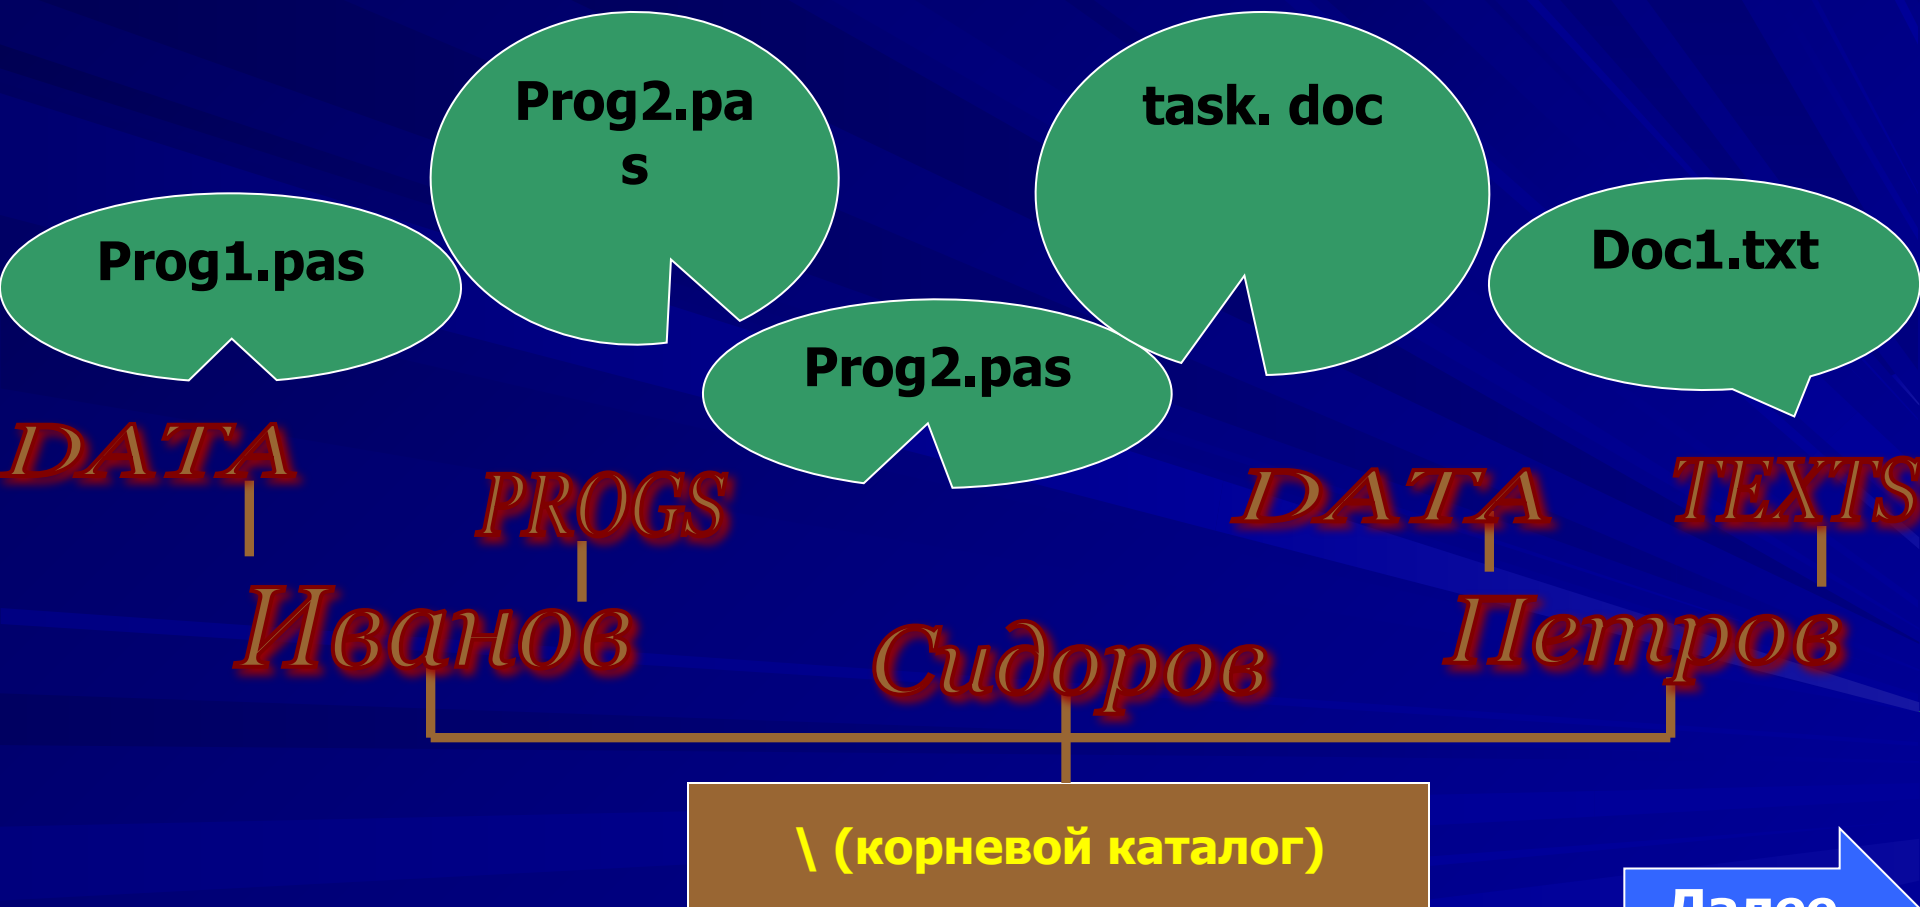 Prog2.pa
s
task. doc
Prog1.pas
Doc1.txt
Prog2.pas
DATA
PROGS
DATA
TEXTS
Иванов
Сидоров
Петров
\ (корневой каталог)
Далее